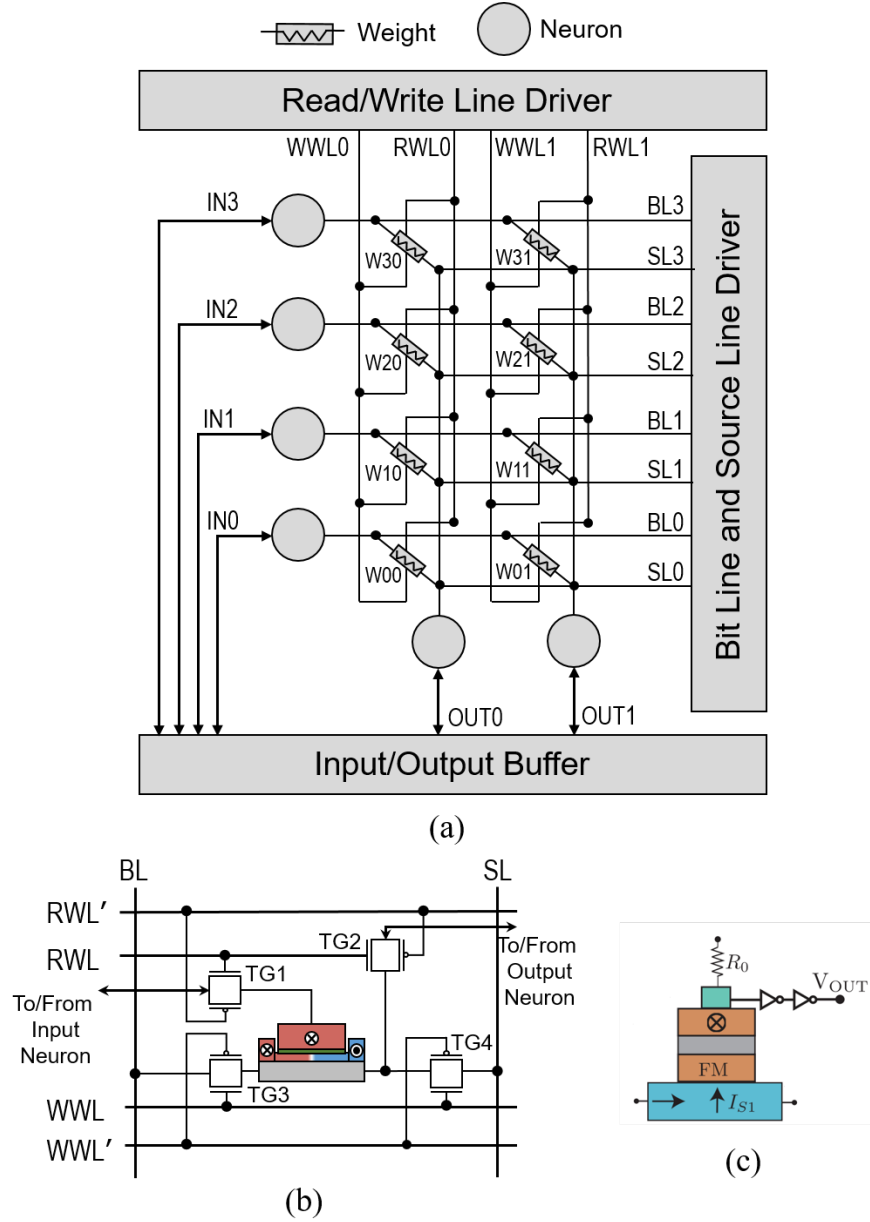 Weight
Neuron
Read/Write Line Driver
WWL0 RWL0 WWL1 RWL1
IN3
BL3
W30 W31
SL3
IN2
BL2
W20 W21
SL2
IN1
BL1
W10 W11
SL1
IN0
BL0
W00 W01
SL0
Bit Line and Source Line Driver
OUT0 OUT1
Input/Output Buffer
(a)
BL SL
RWL′
RWL
TG2
To/From
Output
Neuron
TG1
To/From
Input
Neuron
TG4
TG3
WWL
WWL′
(b)
R₀
V_OUT
FM
I_S1
(c)